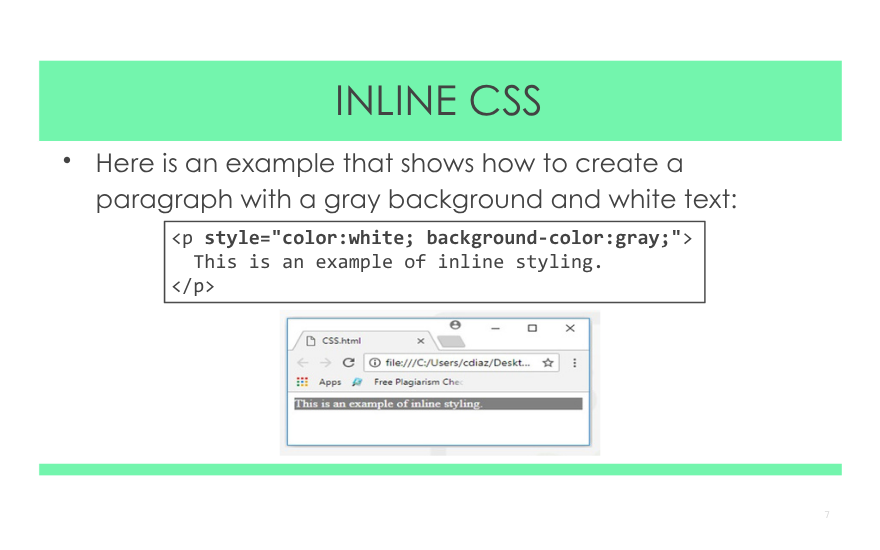 INLINE CSS
• Here is an example that shows how to create a
paragraph with a gray background and white text:
<p style="color:white; background-color:gray;">
  This is an example of inline styling.
</p>
CSS.html
file:///C:/Users/cdiaz/Deskt...
Apps Free Plagiarism Chec
This is an example of inline styling.
7